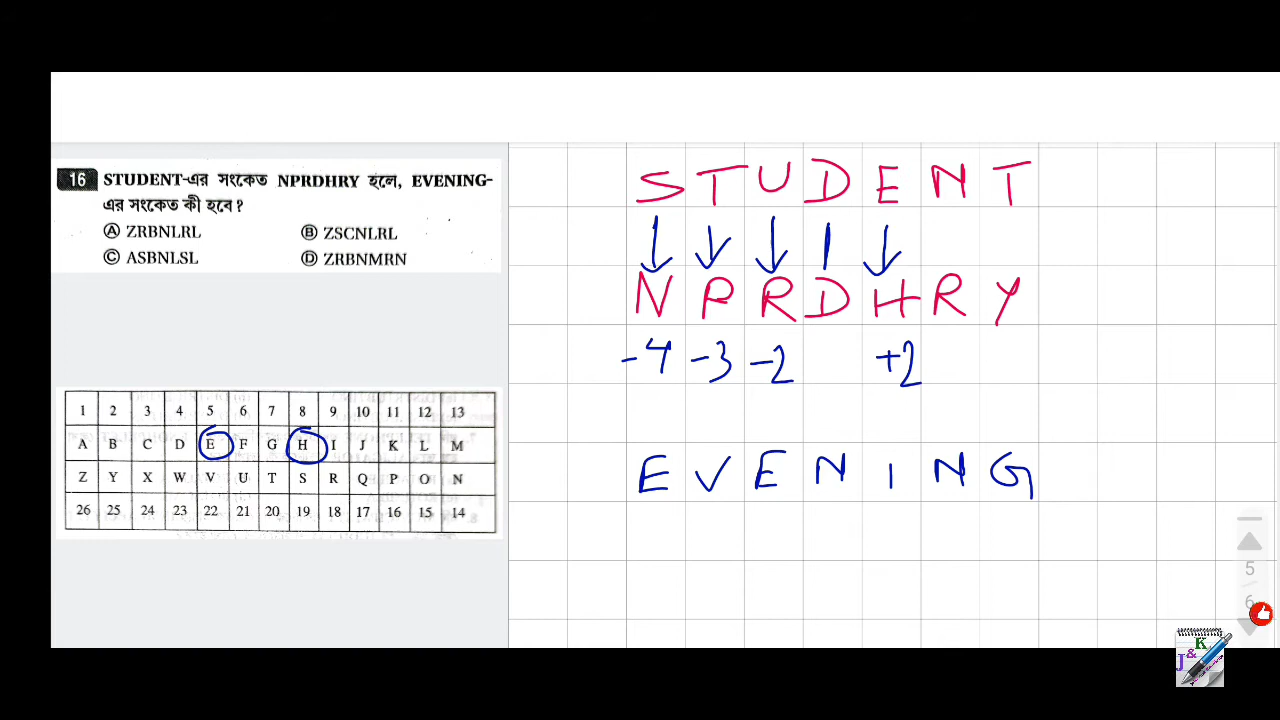 16 STUDENT-এর সংকেত NPRDHRY হলে, EVENING-
এর সংকেত কী হবে?
Ⓐ ZRBNLRL Ⓑ ZSCNLRL
Ⓒ ASBNLSL Ⓓ ZRBNMRN
1 2 3 4 5 6 7 8 9 10 11 12 13
A B C D E F G H I J K L M
Z Y X W V U T S R Q P O N
26 25 24 23 22 21 20 19 18 17 16 15 14
S T U D E N T
N P R D H R Y
-4 -3 -2 +2
E V E N I N G
5
6
J & K